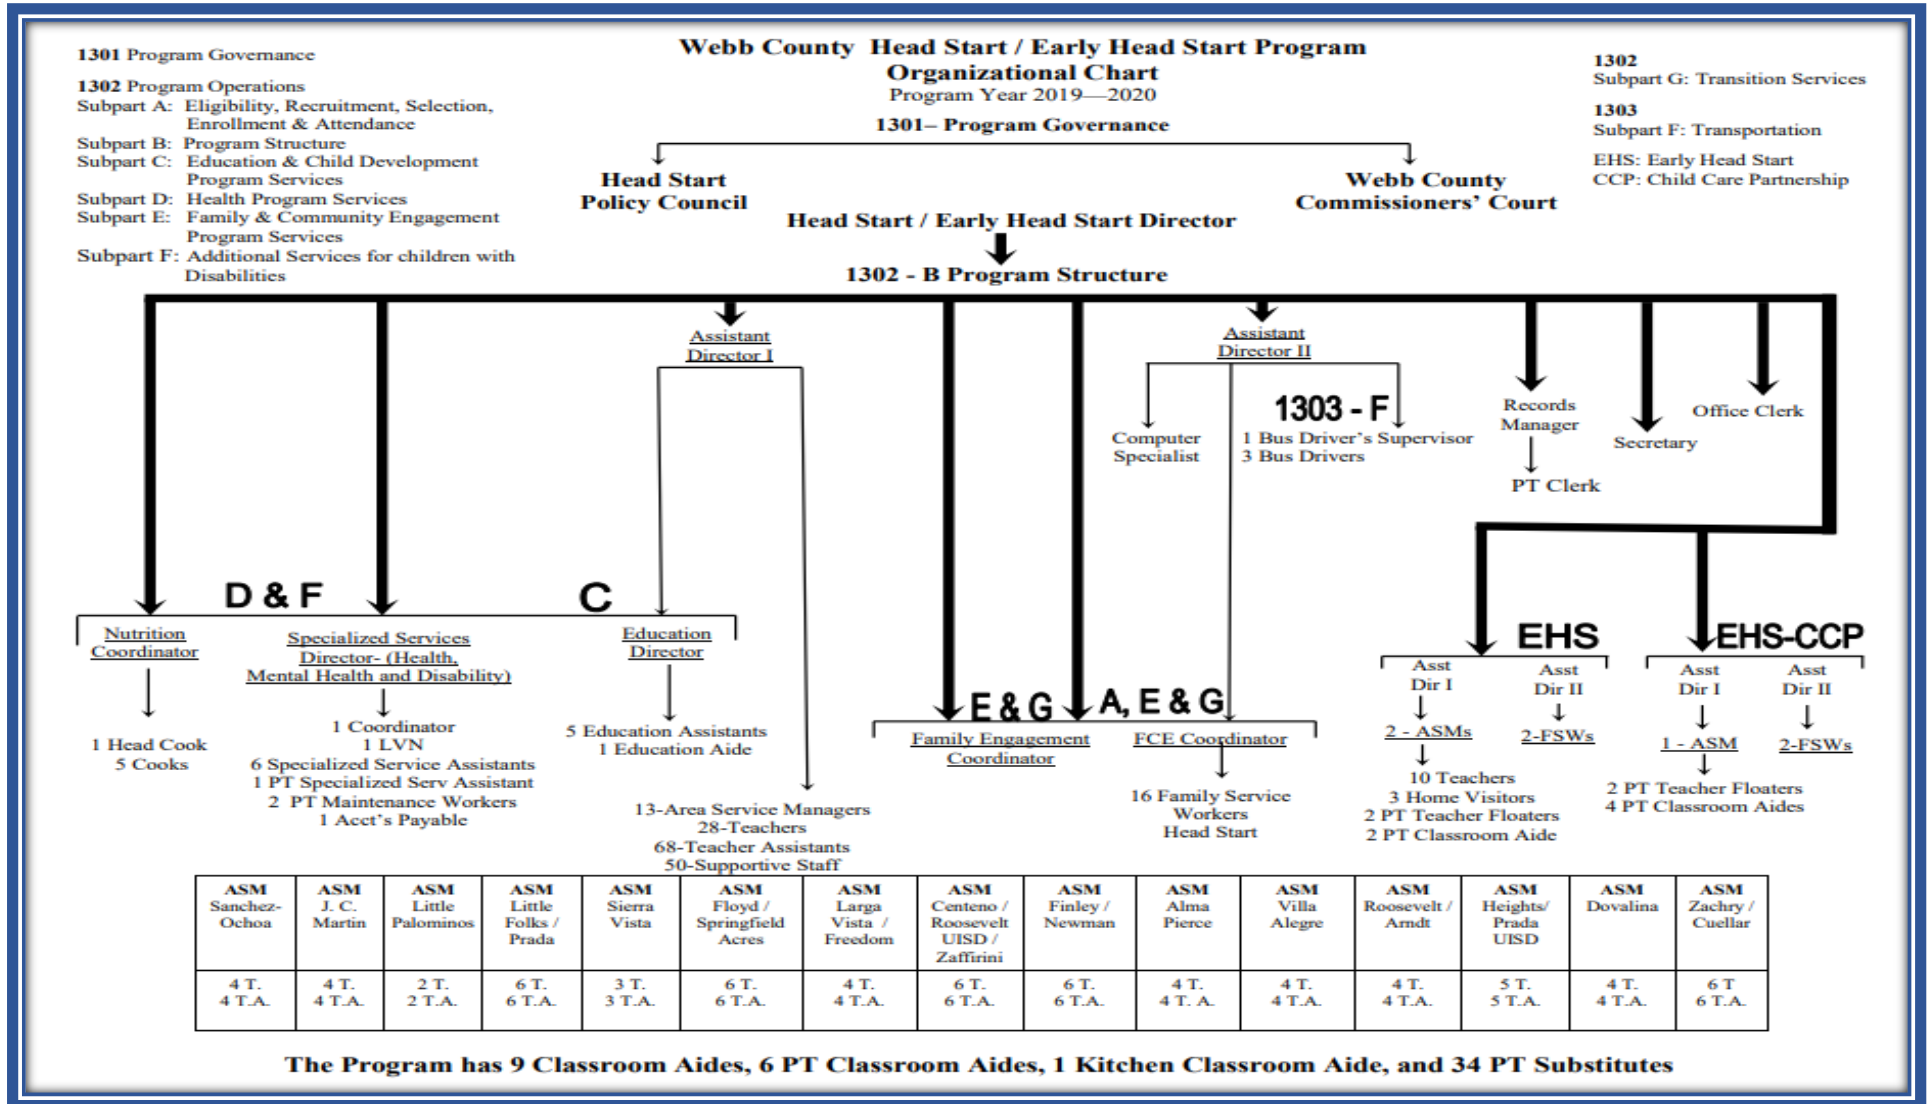 1301 Program Governance
1302 Program Operations
Subpart A: Eligibility, Recruitment, Selection,
Enrollment & Attendance
Subpart B: Program Structure
Subpart C: Education & Child Development
Program Services
Subpart D: Health Program Services
Subpart E: Family & Community Engagement
Program Services
Subpart F: Additional Services for children with
Disabilities
Webb County Head Start / Early Head Start Program
Organizational Chart
Program Year 2019—2020
1301– Program Governance
1302
Subpart G: Transition Services
1303
Subpart F: Transportation
EHS: Early Head Start
CCP: Child Care Partnership
Head Start
Policy Council
Webb County
Commissioners' Court
Head Start / Early Head Start Director
1302 - B Program Structure
Assistant
Director I
Assistant
Director II
1303 - F
Computer
Specialist
1 Bus Driver's Supervisor
3 Bus Drivers
Records
Manager
PT Clerk
Secretary
Office Clerk
D & F
C
Nutrition
Coordinator
1 Head Cook
5 Cooks
Specialized Services
Director- (Health,
Mental Health and Disability)
1 Coordinator
1 LVN
6 Specialized Service Assistants
1 PT Specialized Serv Assistant
2 PT Maintenance Workers
1 Acct's Payable
Education
Director
5 Education Assistants
1 Education Aide
13-Area Service Managers
28-Teachers
68-Teacher Assistants
50-Supportive Staff
E & G
A, E & G
Family Engagement
Coordinator
FCE Coordinator
16 Family Service
Workers
Head Start
EHS
Asst
Dir I
2 - ASMs
10 Teachers
3 Home Visitors
2 PT Teacher Floaters
2 PT Classroom Aide
Asst
Dir II
2-FSWs
EHS-CCP
Asst
Dir I
1 - ASM
2 PT Teacher Floaters
4 PT Classroom Aides
Asst
Dir II
2-FSWs
ASM
Sanchez-
Ochoa
4 T.
4 T.A.
ASM
J. C.
Martin
4 T.
4 T.A.
ASM
Little
Palominos
2 T.
2 T.A.
ASM
Little
Folks /
Prada
6 T.
6 T.A.
ASM
Sierra
Vista
3 T.
3 T.A.
ASM
Floyd /
Springfield
Acres
6 T.
6 T.A.
ASM
Larga
Vista /
Freedom
4 T.
4 T.A.
ASM
Centeno /
Roosevelt
UISD /
Zaffirini
6 T.
6 T.A.
ASM
Finley /
Newman
6 T.
6 T.A.
ASM
Alma
Pierce
4 T.
4 T. A.
ASM
Villa
Alegre
4 T.
4 T.A.
ASM
Roosevelt /
Arndt
4 T.
4 T.A.
ASM
Heights/
Prada
UISD
5 T.
5 T.A.
ASM
Dovalina
4 T.
4 T.A.
ASM
Zachry /
Cuellar
6 T
6 T.A.
The Program has 9 Classroom Aides, 6 PT Classroom Aides, 1 Kitchen Classroom Aide, and 34 PT Substitutes